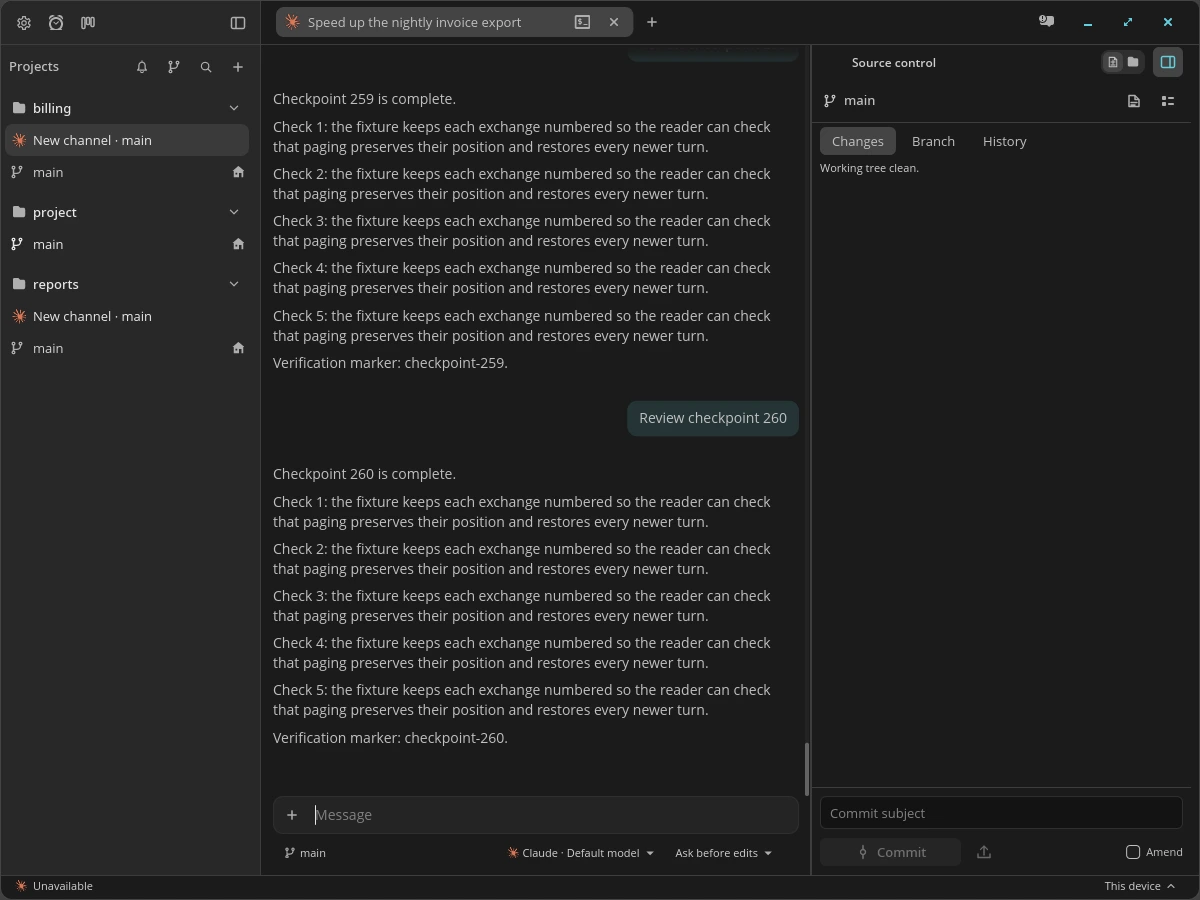 Speed up the nightly invoice export
Projects
billing
New channel · main
main
project
main
reports
New channel · main
main
Checkpoint 259 is complete.
Check 1: the fixture keeps each exchange numbered so the reader can check
that paging preserves their position and restores every newer turn.
Check 2: the fixture keeps each exchange numbered so the reader can check
that paging preserves their position and restores every newer turn.
Check 3: the fixture keeps each exchange numbered so the reader can check
that paging preserves their position and restores every newer turn.
Check 4: the fixture keeps each exchange numbered so the reader can check
that paging preserves their position and restores every newer turn.
Check 5: the fixture keeps each exchange numbered so the reader can check
that paging preserves their position and restores every newer turn.
Verification marker: checkpoint-259.
Review checkpoint 260
Checkpoint 260 is complete.
Check 1: the fixture keeps each exchange numbered so the reader can check
that paging preserves their position and restores every newer turn.
Check 2: the fixture keeps each exchange numbered so the reader can check
that paging preserves their position and restores every newer turn.
Check 3: the fixture keeps each exchange numbered so the reader can check
that paging preserves their position and restores every newer turn.
Check 4: the fixture keeps each exchange numbered so the reader can check
that paging preserves their position and restores every newer turn.
Check 5: the fixture keeps each exchange numbered so the reader can check
that paging preserves their position and restores every newer turn.
Verification marker: checkpoint-260.
Message
main
Claude · Default model
Ask before edits
Source control
main
Changes
Branch
History
Working tree clean.
Commit subject
Commit
Amend
Unavailable
This device